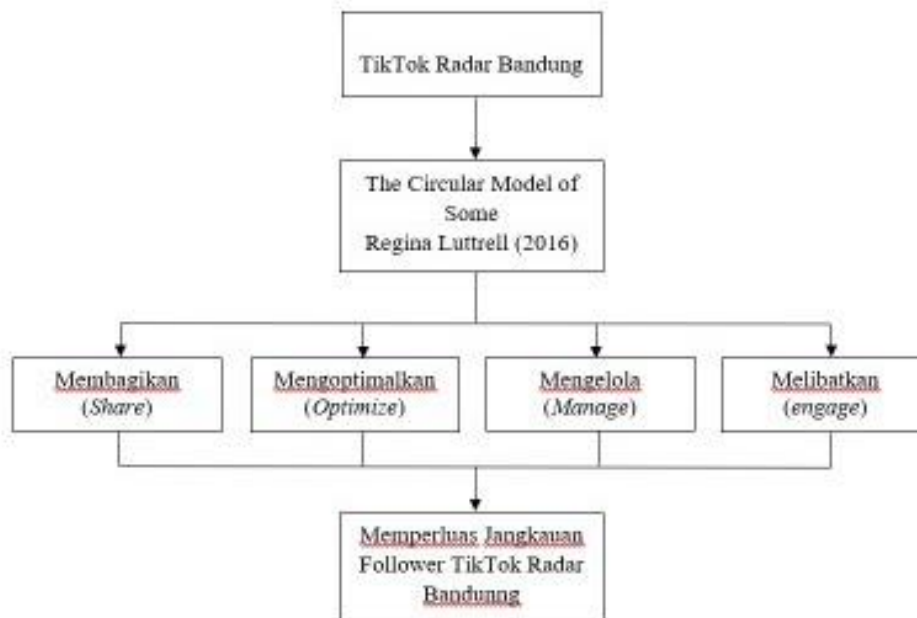 TikTok Radar Bandung
The Circular Model of
Some
Regina Luttrell (2016)
Membagikan
(Share)
Mengoptimalkan
(Optimize)
Mengelola
(Manage)
Melibatkan
(engage)
Memperluas Jangkauan
Follower TikTok Radar
Bandunng